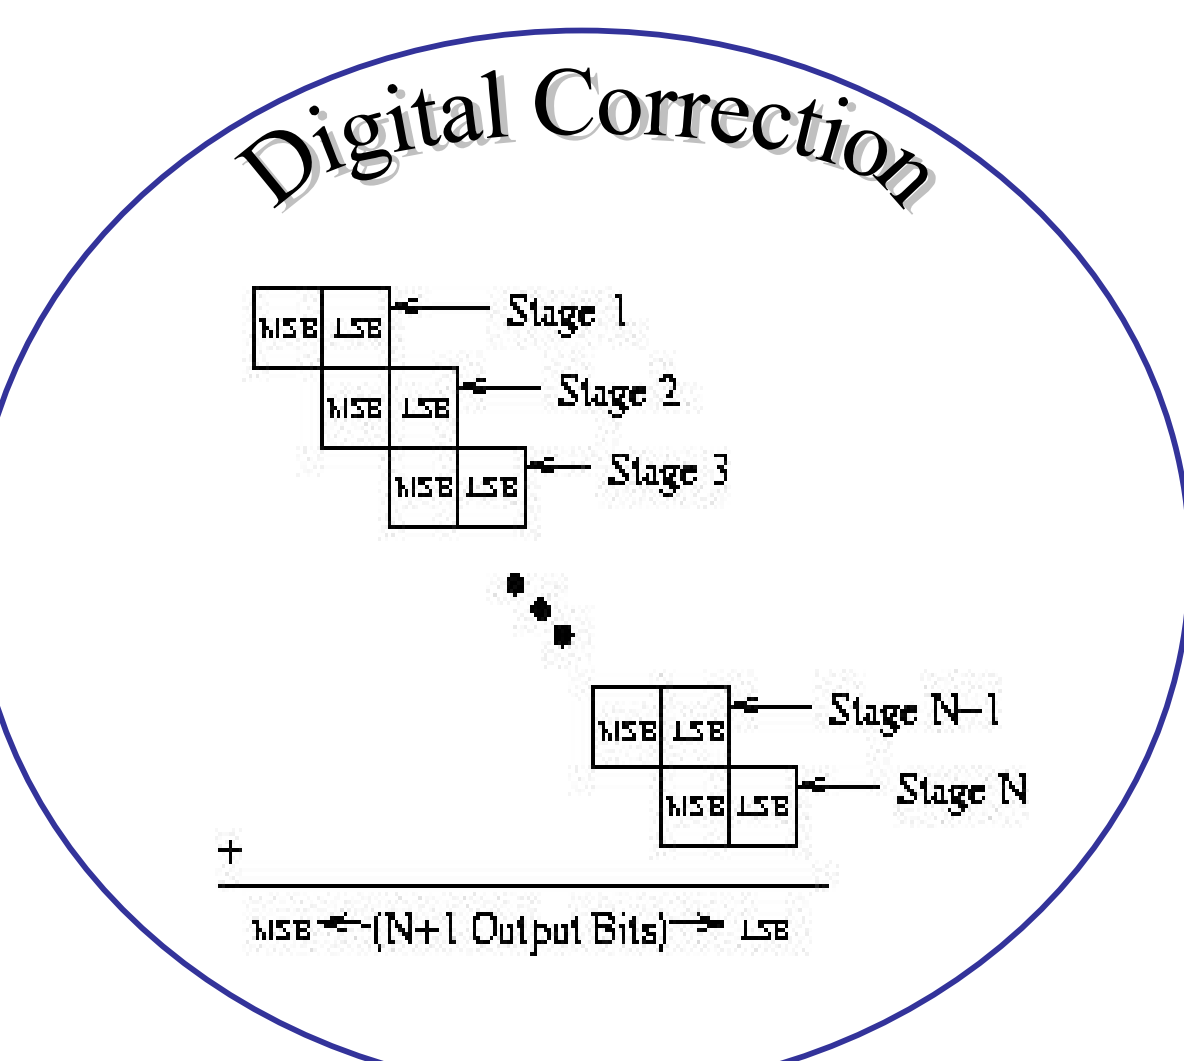 Digital Correction
MSB LSB Stage 1
MSB LSB Stage 2
MSB LSB Stage 3
MSB LSB Stage N-1
MSB LSB Stage N
+
MSB (N+1 Output Bits) LSB